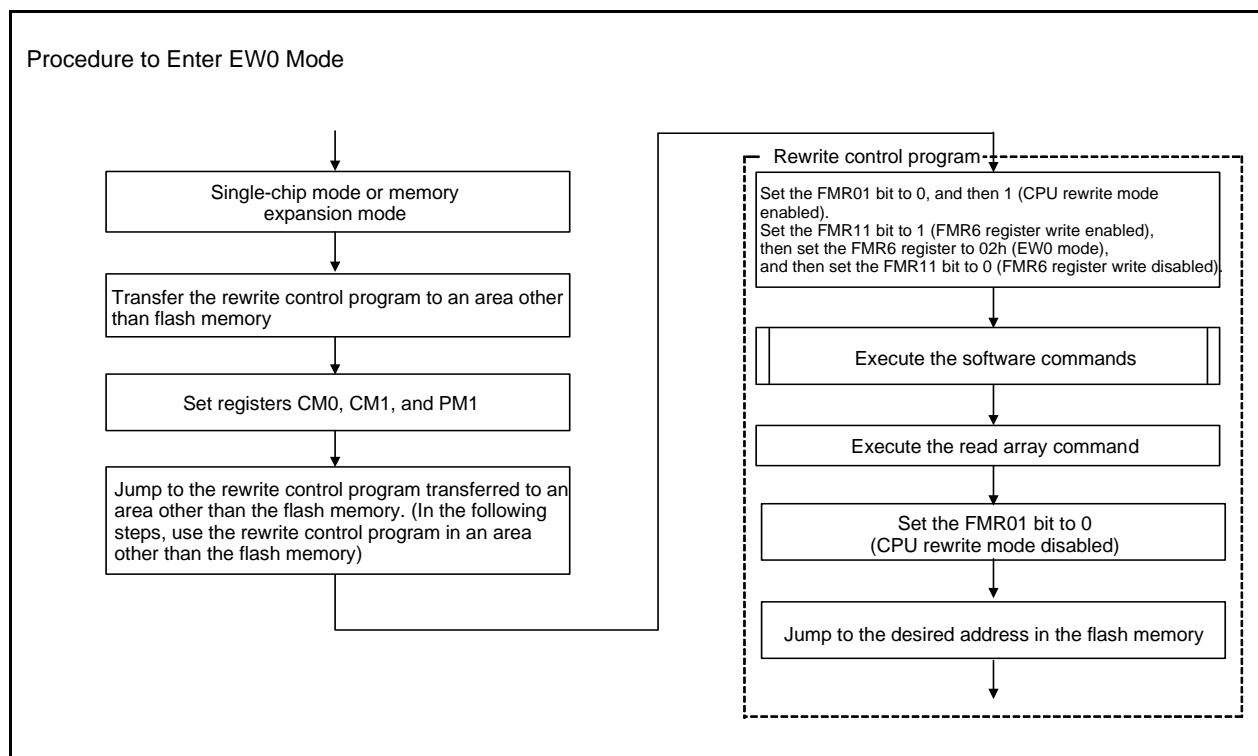 Procedure to Enter EW0 Mode
Single-chip mode or memory
expansion mode
Transfer the rewrite control program to an area other
than flash memory
Set registers CM0, CM1, and PM1
Jump to the rewrite control program transferred to an
area other than the flash memory. (In the following
steps, use the rewrite control program in an area
other than the flash memory)
Rewrite control program
Set the FMR01 bit to 0, and then 1 (CPU rewrite mode
enabled).
Set the FMR11 bit to 1 (FMR6 register write enabled),
then set the FMR6 register to 02h (EW0 mode),
and then set the FMR11 bit to 0 (FMR6 register write disabled).
Execute the software commands
Execute the read array command
Set the FMR01 bit to 0
(CPU rewrite mode disabled)
Jump to the desired address in the flash memory